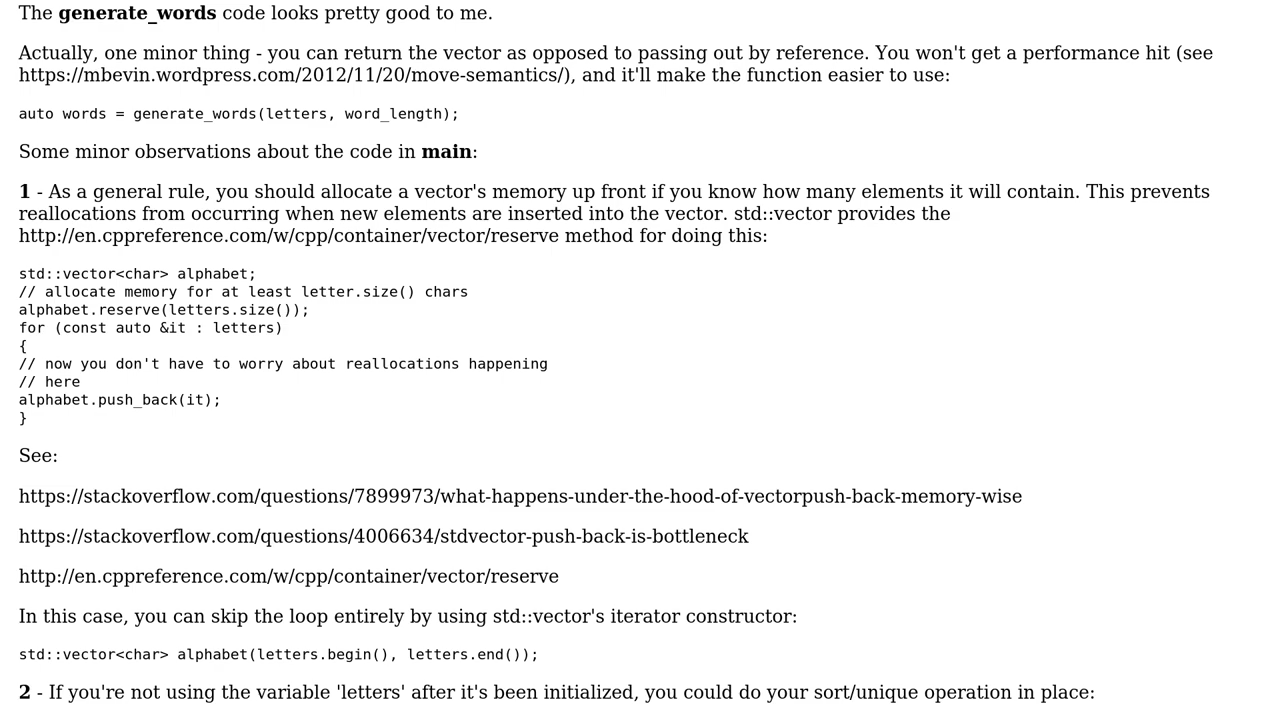 The generate_words code looks pretty good to me.
Actually, one minor thing - you can return the vector as opposed to passing out by reference. You won't get a performance hit (see
https://mbevin.wordpress.com/2012/11/20/move-semantics/), and it'll make the function easier to use:
auto words = generate_words(letters, word_length);
Some minor observations about the code in main:
1 - As a general rule, you should allocate a vector's memory up front if you know how many elements it will contain. This prevents
reallocations from occurring when new elements are inserted into the vector. std::vector provides the
http://en.cppreference.com/w/cpp/container/vector/reserve method for doing this:
std::vector<char> alphabet;
// allocate memory for at least letter.size() chars
alphabet.reserve(letters.size());
for (const auto &it : letters)
{
// now you don't have to worry about reallocations happening
// here
alphabet.push_back(it);
}
See:
https://stackoverflow.com/questions/7899973/what-happens-under-the-hood-of-vectorpush-back-memory-wise
https://stackoverflow.com/questions/4006634/stdvector-push-back-is-bottleneck
http://en.cppreference.com/w/cpp/container/vector/reserve
In this case, you can skip the loop entirely by using std::vector's iterator constructor:
std::vector<char> alphabet(letters.begin(), letters.end());
2 - If you're not using the variable 'letters' after it's been initialized, you could do your sort/unique operation in place: